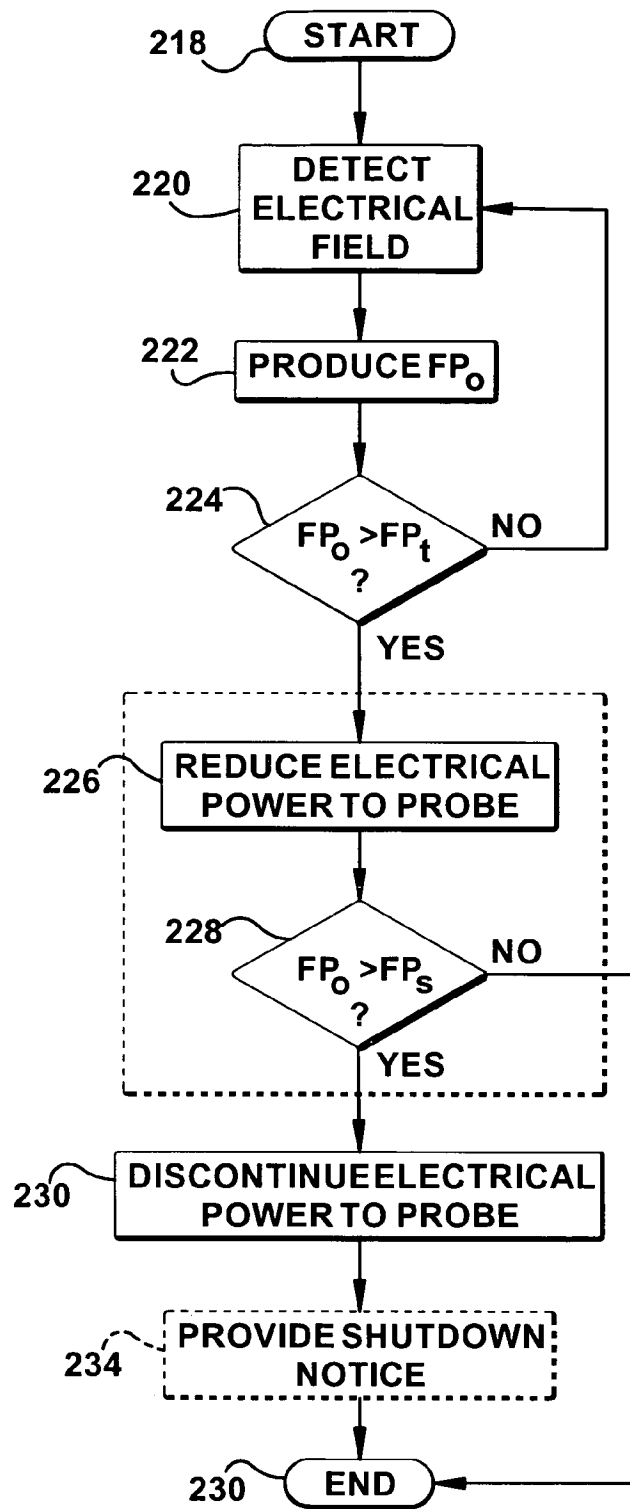 218
START
220
DETECT
ELECTRICAL
FIELD
222
PRODUCE FPo
224
FPo >FPt
?
NO
YES
226
REDUCE ELECTRICAL
POWER TO PROBE
228
FPo >FPs
?
NO
YES
230
DISCONTINUE ELECTRICAL
POWER TO PROBE
234
PROVIDE SHUTDOWN
NOTICE
230
END